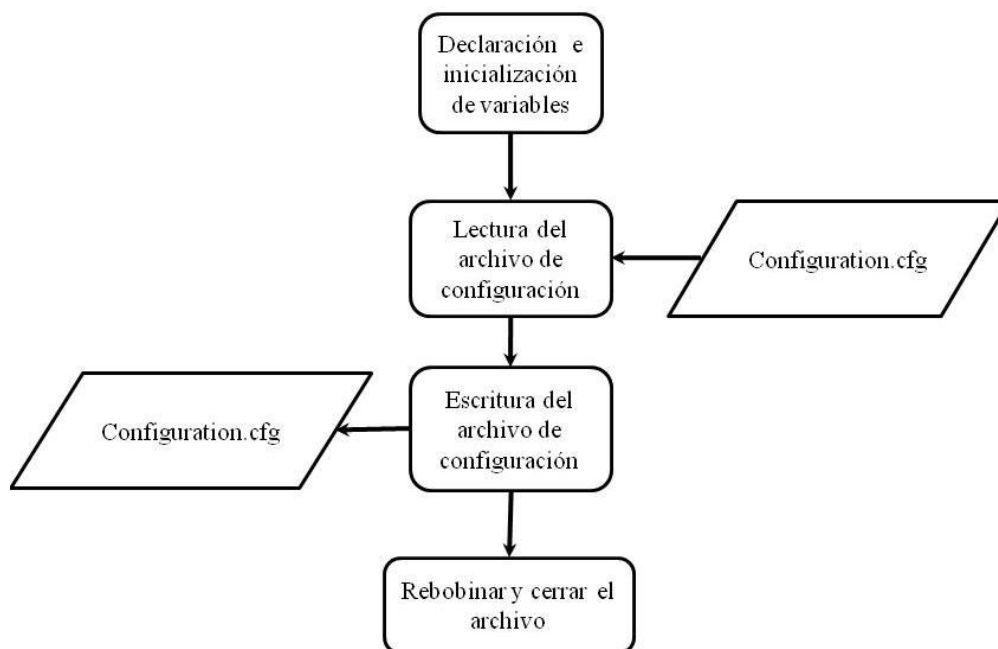 Declaración e
inicialización
de variables
Lectura del
archivo de
configuración
Configuration.cfg
Escritura del
archivo de
configuración
Configuration.cfg
Rebobinar y cerrar el
archivo